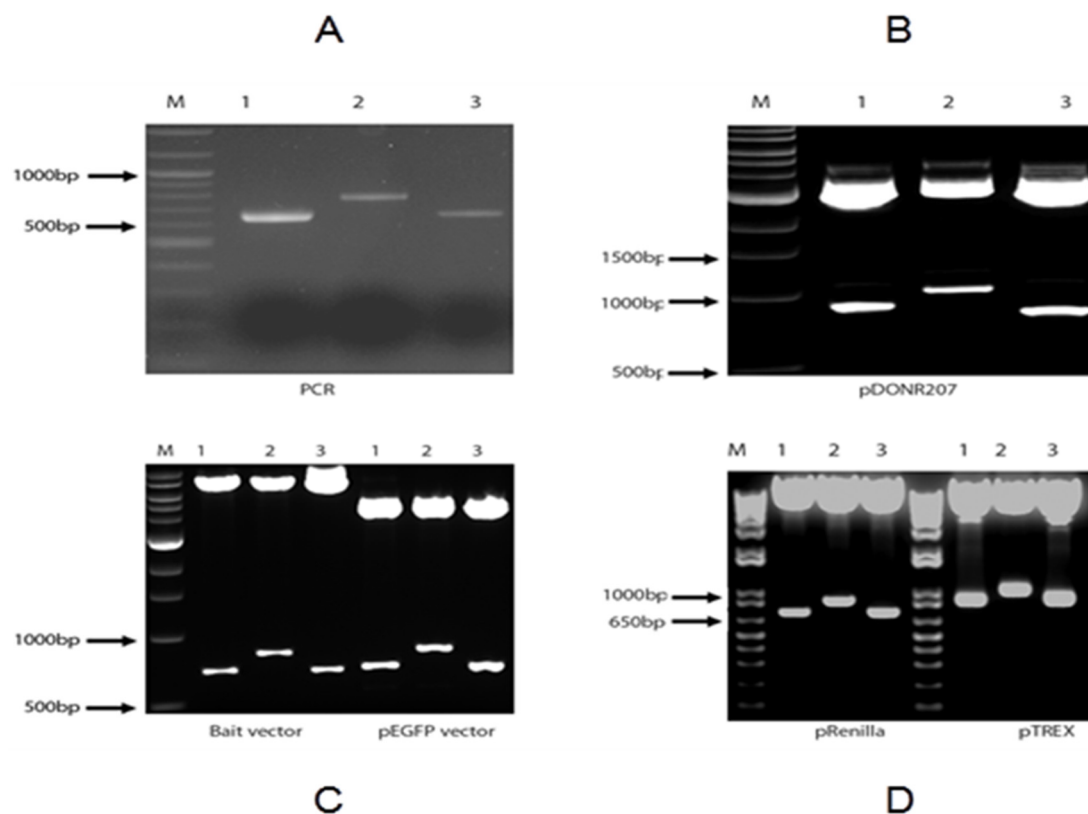 A
B
M 1 2 3
1000bp
500bp
PCR
M 1 2 3
1500bp
1000bp
500bp
pDONR207
M 1 2 3 1 2 3
1000bp
500bp
Bait vector pEGFP vector
M 1 2 3 1 2 3
1000bp
650bp
pRenilla pTREX
C
D